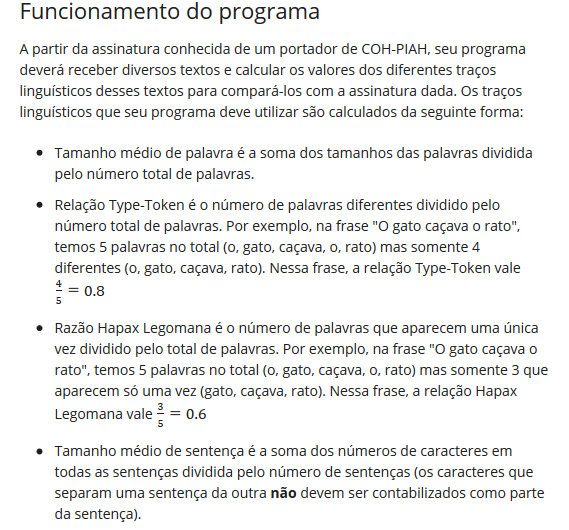 Funcionamento do programa
A partir da assinatura conhecida de um portador de COH-PIAH, seu programa
deverá receber diversos textos e calcular os valores dos diferentes traços
linguísticos desses textos para compará-los com a assinatura dada. Os traços
linguísticos que seu programa deve utilizar são calculados da seguinte forma:
• Tamanho médio de palavra é a soma dos tamanhos das palavras dividida
pelo número total de palavras.
• Relação Type-Token é o número de palavras diferentes dividido pelo
número total de palavras. Por exemplo, na frase "O gato caçava o rato",
temos 5 palavras no total (o, gato, caçava, o, rato) mas somente 4
diferentes (o, gato, caçava, rato). Nessa frase, a relação Type-Token vale
4/5 = 0.8
• Razão Hapax Legomana é o número de palavras que aparecem uma única
vez dividido pelo total de palavras. Por exemplo, na frase "O gato caçava o
rato", temos 5 palavras no total (o, gato, caçava, o, rato) mas somente 3 que
aparecem só uma vez (gato, caçava, rato). Nessa frase, a relação Hapax
Legomana vale 3/5 = 0.6
• Tamanho médio de sentença é a soma dos números de caracteres em
todas as sentenças dividida pelo número de sentenças (os caracteres que
separam uma sentença da outra não devem ser contabilizados como parte
da sentença).